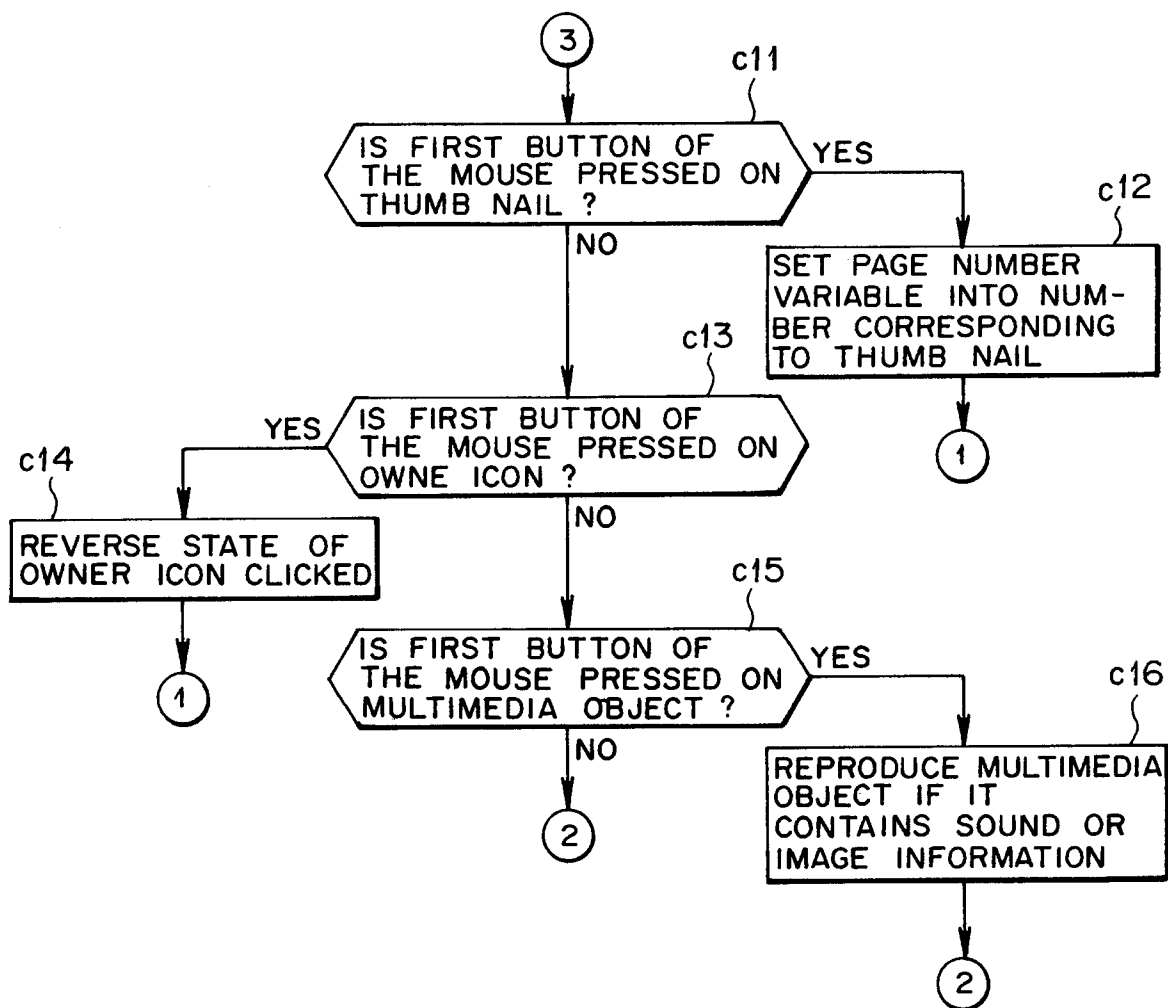 3
c11
IS FIRST BUTTON OF
THE MOUSE PRESSED ON
THUMB NAIL ?
YES
NO
c12
SET PAGE NUMBER
VARIABLE INTO NUM-
BER CORRESPONDING
TO THUMB NAIL
1
c13
IS FIRST BUTTON OF
THE MOUSE PRESSED ON
OWNE ICON ?
YES
NO
c14
REVERSE STATE OF
OWNER ICON CLICKED
1
c15
IS FIRST BUTTON OF
THE MOUSE PRESSED ON
MULTIMEDIA OBJECT ?
YES
NO
2
c16
REPRODUCE MULTIMEDIA
OBJECT IF IT
CONTAINS SOUND OR
IMAGE INFORMATION
2